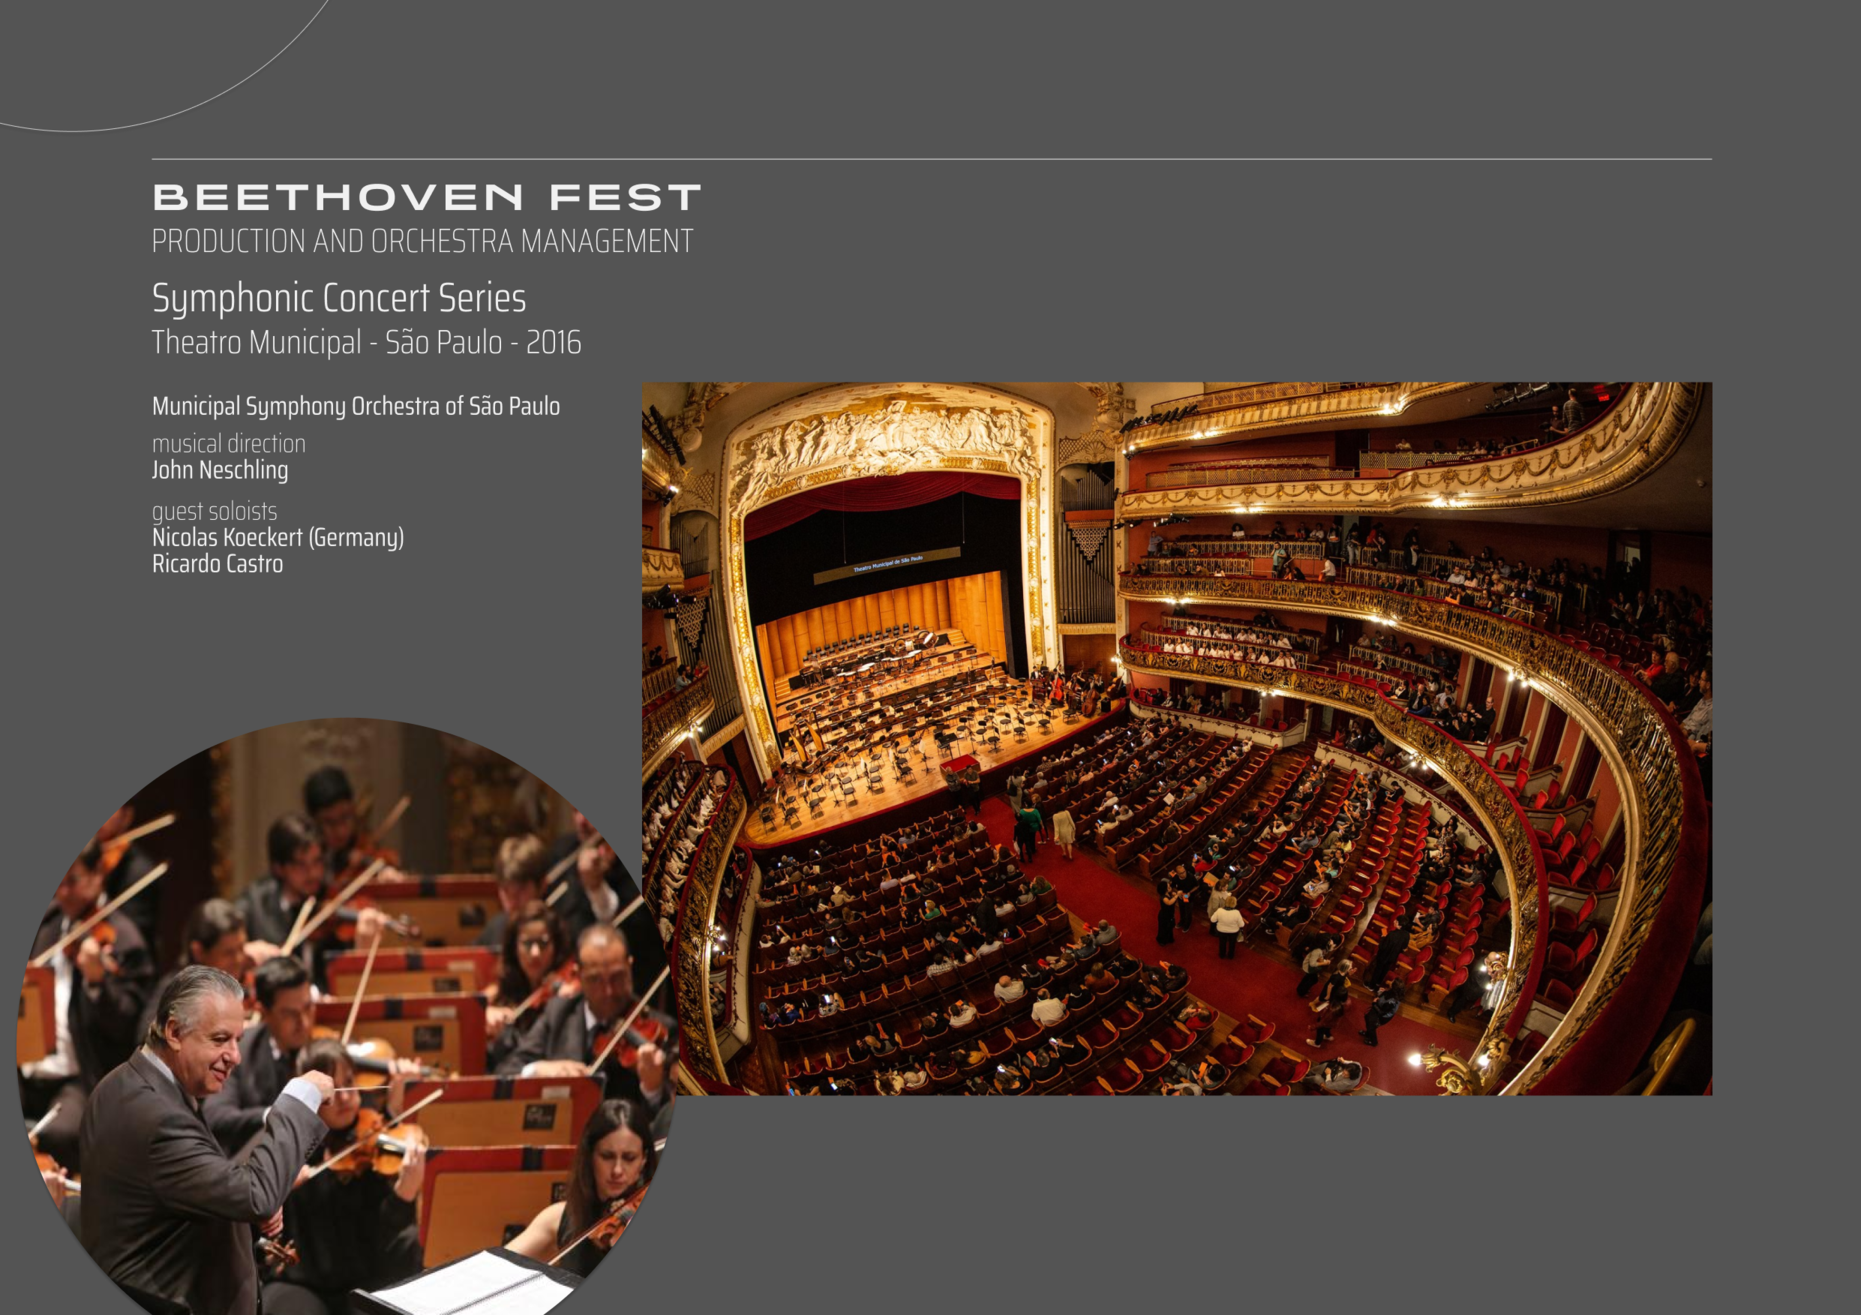 BEETHOVEN FEST
PRODUCTION AND ORCHESTRA MANAGEMENT
Symphonic Concert Series
Theatro Municipal - São Paulo - 2016
Municipal Symphony Orchestra of São Paulo
musical direction
John Neschling
guest soloists
Nicolas Koeckert (Germany)
Ricardo Castro
Theatro Municipal de São Paulo